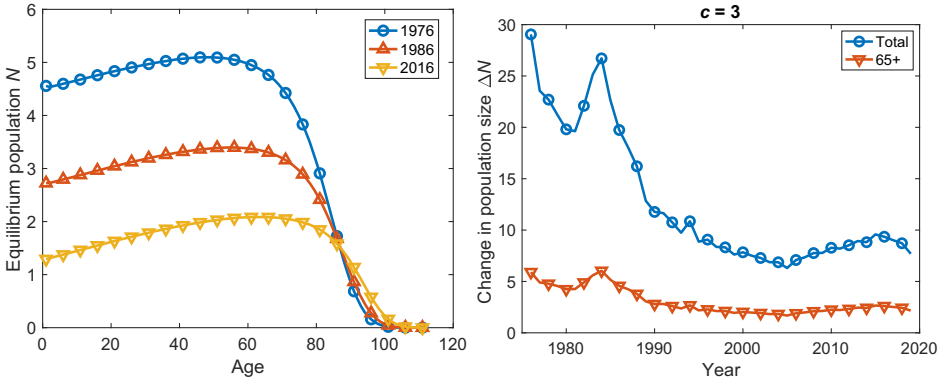 Equilibrium population N
6
5
4
3
2
1
0
0 20 40 60 80 100 120
Age
1976
1986
2016
c = 3
Change in population size ΔN
30
25
20
15
10
5
0
1980 1990 2000 2010 2020
Year
Total
65+